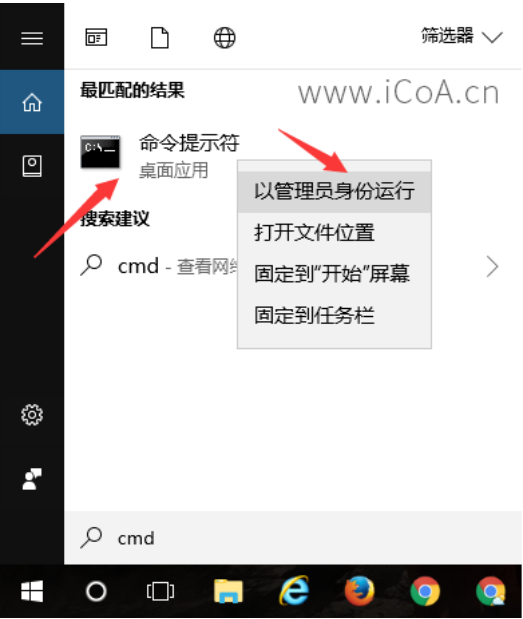 筛选器
最匹配的结果
www.iCoA.cn
命令提示符
桌面应用
以管理员身份运行
搜索建议
打开文件位置
cmd - 查看网
固定到"开始"屏幕
固定到任务栏
cmd